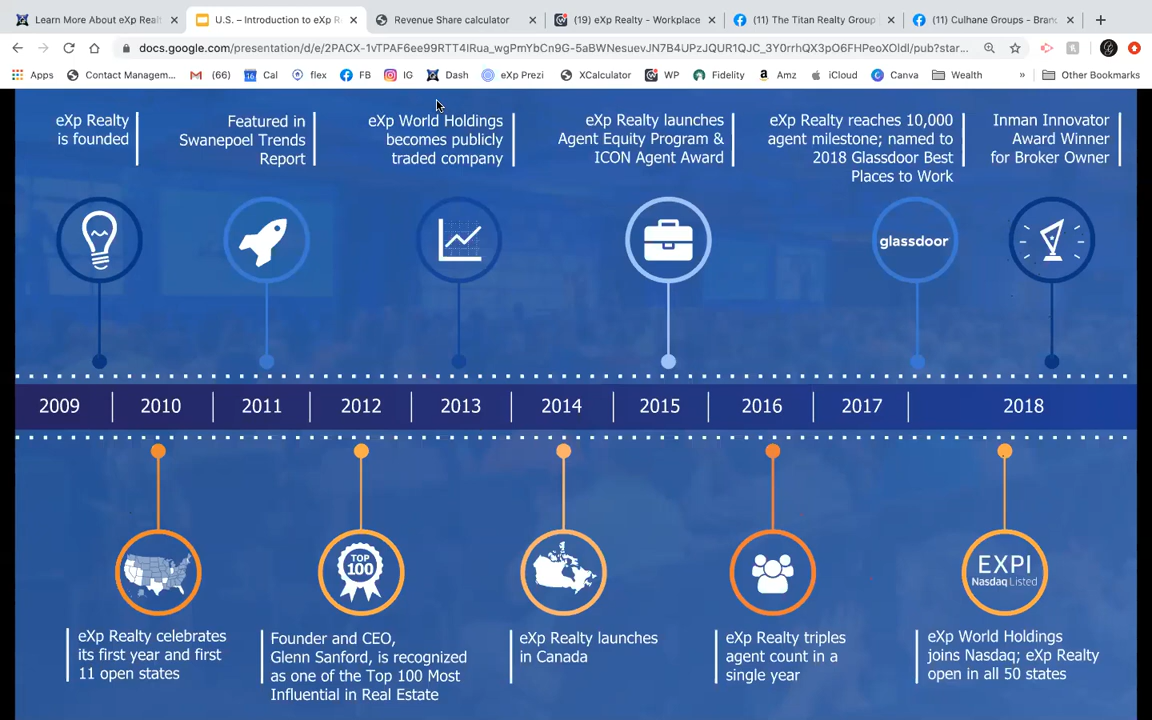 Learn More About eXp Realt
U.S. – Introduction to eXp R
Revenue Share calculator
(19) eXp Realty - Workplace
(11) The Titan Realty Group
(11) Culhane Groups - Branc
docs.google.com/presentation/d/e/2PACX-1vTPAF6ee99RTT4lRua_wgPmYbCn9G-5aBWNesuevJN7B4UPzJQUR1QJC_3Y0rrhQX3pO6FHPeoXOldI/pub?star...
Apps
Contact Managem...
(66)
Cal
flex
FB
IG
Dash
eXp Prezi
XCalculator
WP
Fidelity
Amz
iCloud
Canva
Wealth
»
Other Bookmarks
eXp Realty
is founded
Featured in
Swanepoel Trends
Report
eXp World Holdings
becomes publicly
traded company
eXp Realty launches
Agent Equity Program &
ICON Agent Award
eXp Realty reaches 10,000
agent milestone; named to
2018 Glassdoor Best
Places to Work
Inman Innovator
Award Winner
for Broker Owner
glassdoor
2009
2010
2011
2012
2013
2014
2015
2016
2017
2018
TOP
100
EXPI
Nasdaq Listed
eXp Realty celebrates
its first year and first
11 open states
Founder and CEO,
Glenn Sanford, is recognized
as one of the Top 100 Most
Influential in Real Estate
eXp Realty launches
in Canada
eXp Realty triples
agent count in a
single year
eXp World Holdings
joins Nasdaq; eXp Realty
open in all 50 states